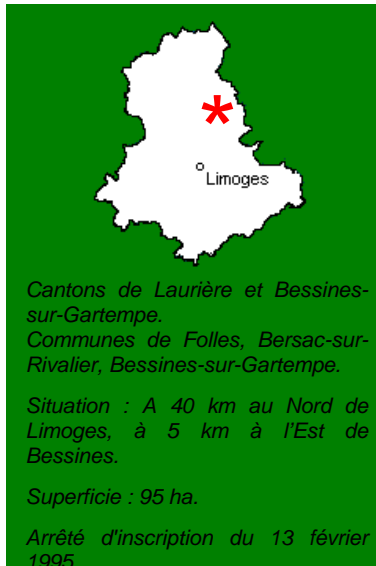 Limoges
Cantons de Laurière et Bessines-
sur-Gartempe.
Communes de Folles, Bersac-sur-
Rivalier, Bessines-sur-Gartempe.
Situation : A 40 km au Nord de
Limoges, à 5 km à l'Est de
Bessines.
Superficie : 95 ha.
Arrêté d'inscription du 13 février
1995